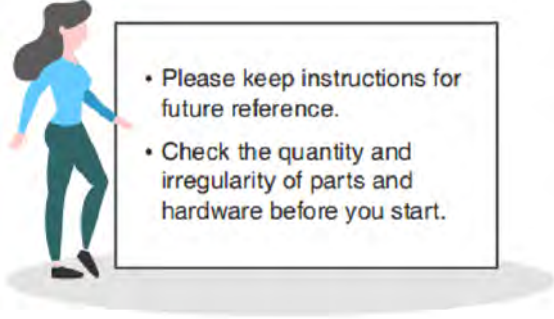 • Please keep instructions for
future reference.
• Check the quantity and
irregularity of parts and
hardware before you start.